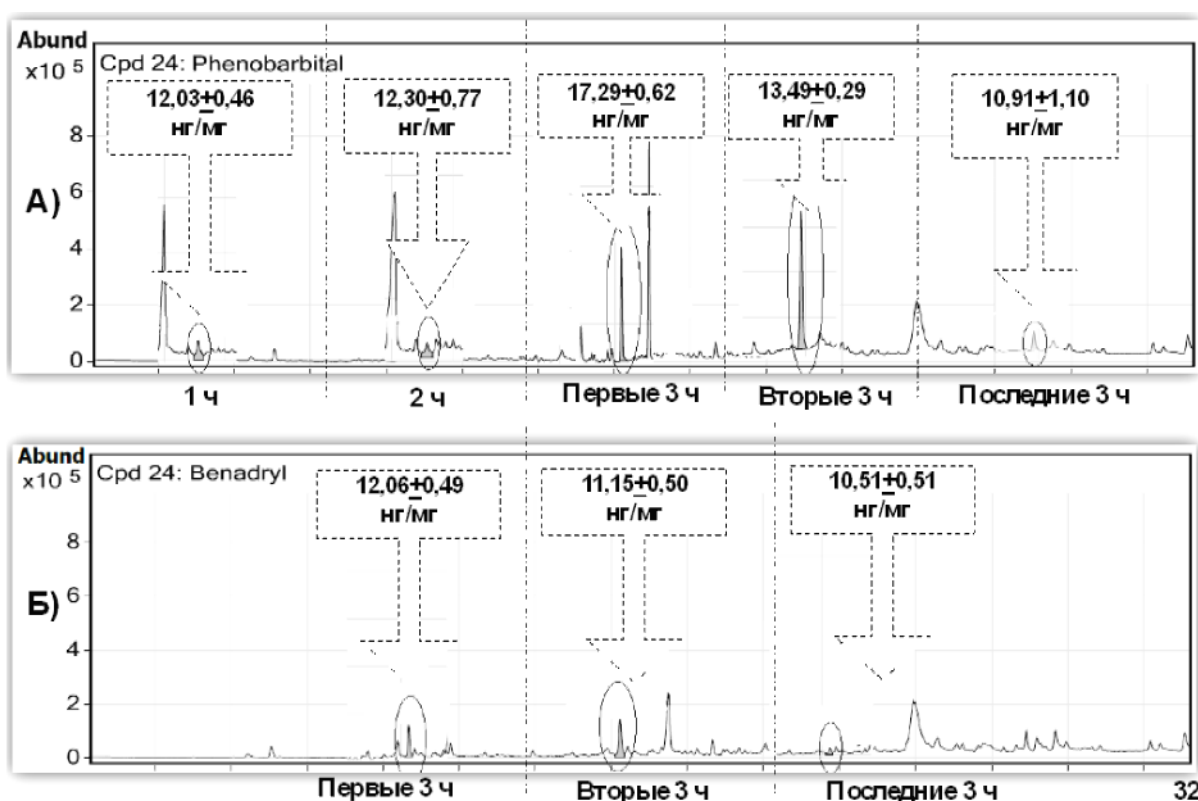 Abund
x10 5
Cpd 24: Phenobarbital
12,03±0,46
нг/мг
12,30±0,77
нг/мг
17,29±0,62
нг/мг
13,49±0,29
нг/мг
10,91±1,10
нг/мг
8
6
А)
4
2
0
1 ч
2 ч
Первые 3 ч
Вторые 3 ч
Последние 3 ч
Abund
x10 5
Cpd 24: Benadryl
12,06±0,49
нг/мг
11,15±0,50
нг/мг
10,51±0,51
нг/мг
8
6
Б)
4
2
0
Первые 3 ч
Вторые 3 ч
Последние 3 ч
32